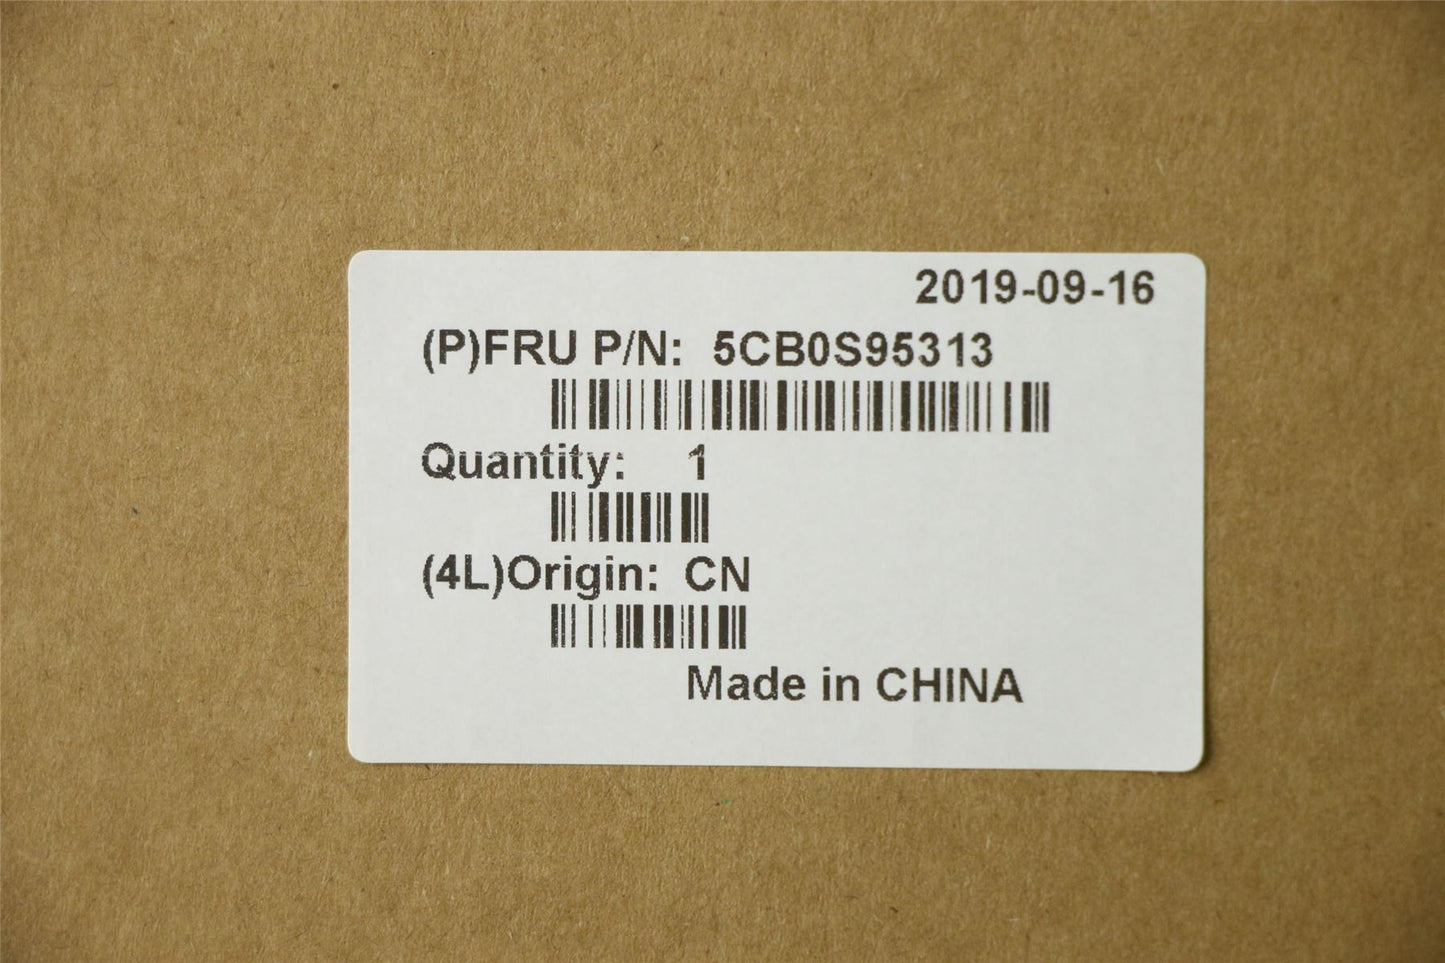 2019-09-16
(P)FRU P/N: 5CB0S95313
Quantity: 1
(4L)Origin: CN
Made in CHINA